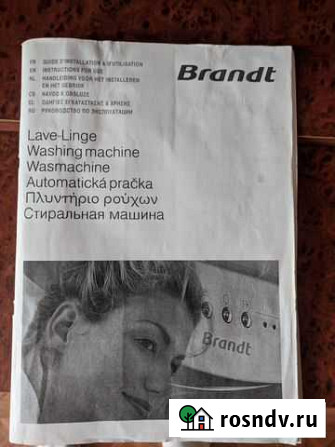 FR GUIDE D'INSTALLATION & D'UTILISATION
EN INSTRUCTIONS FOR USE
NL HANDLEIDING VOOR HET INSTALLEREN
EN HET GEBRUIK
CS NÁVOD K OBSLUZE
EL ΟΔΗΓΙΕΣ ΕΓΚΑΤΑΣΤΑΣΗΣ & ΧΡΗΣΗΣ
RU РУКОВОДСТВО ПО ЭКСПЛУАТАЦИИ
Brandt
Lave-Linge
Washing machine
Wasmachine
Automatická pračka
Πλυντήριο ρούχων
Стиральная машина
Brandt
rosndv.ru